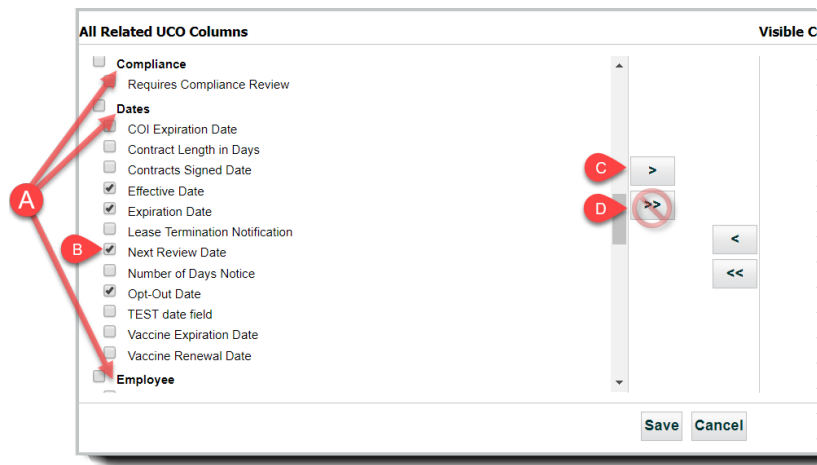 All Related UCO Columns
Visible C
Compliance
Requires Compliance Review
Dates
COI Expiration Date
Contract Length in Days
Contracts Signed Date
Effective Date
Expiration Date
Lease Termination Notification
Next Review Date
Number of Days Notice
Opt-Out Date
TEST date field
Vaccine Expiration Date
Vaccine Renewal Date
Employee
A
B
C
>
D
>>
<
<<
Save Cancel